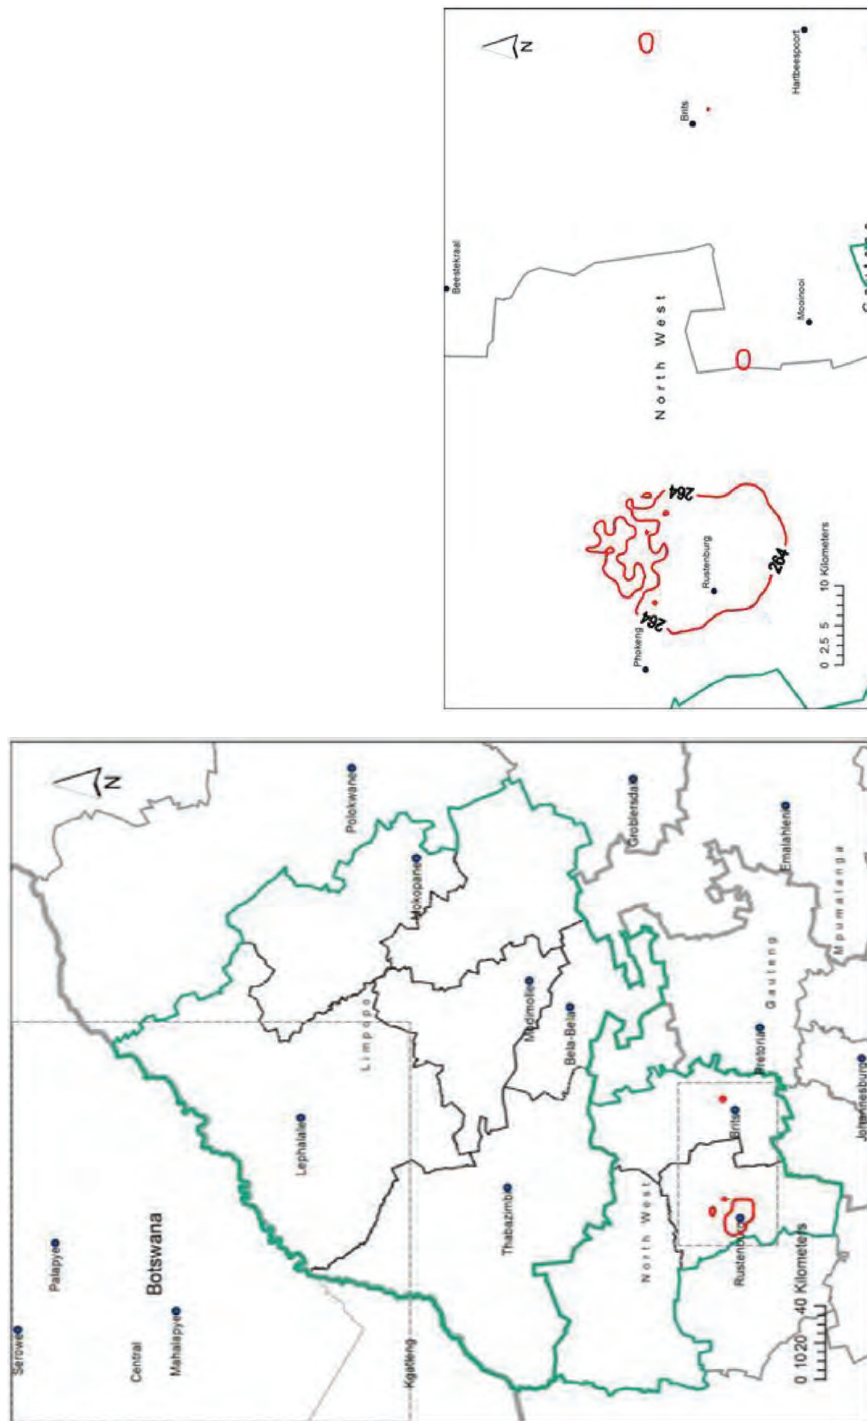 Serowe
Palapye
Central
Botswana
Mahalapye
Kgatleng
Lephalale
Limpopo
Mokopane
Polokwane
N
Thabazimbi
Modimolle
Bela-Bela
Groblersdal
North West
Rustenburg
Brits
Pretoria
Gauteng
Emalahleni
Mpumalanga
Johannesburg
0 10 20 40 Kilometers
Beestekraal
N
Phokeng
264
264
Rustenburg
264
North West
Brits
Mooinooi
Hartbeespoort
0 2.5 5 10 Kilometers